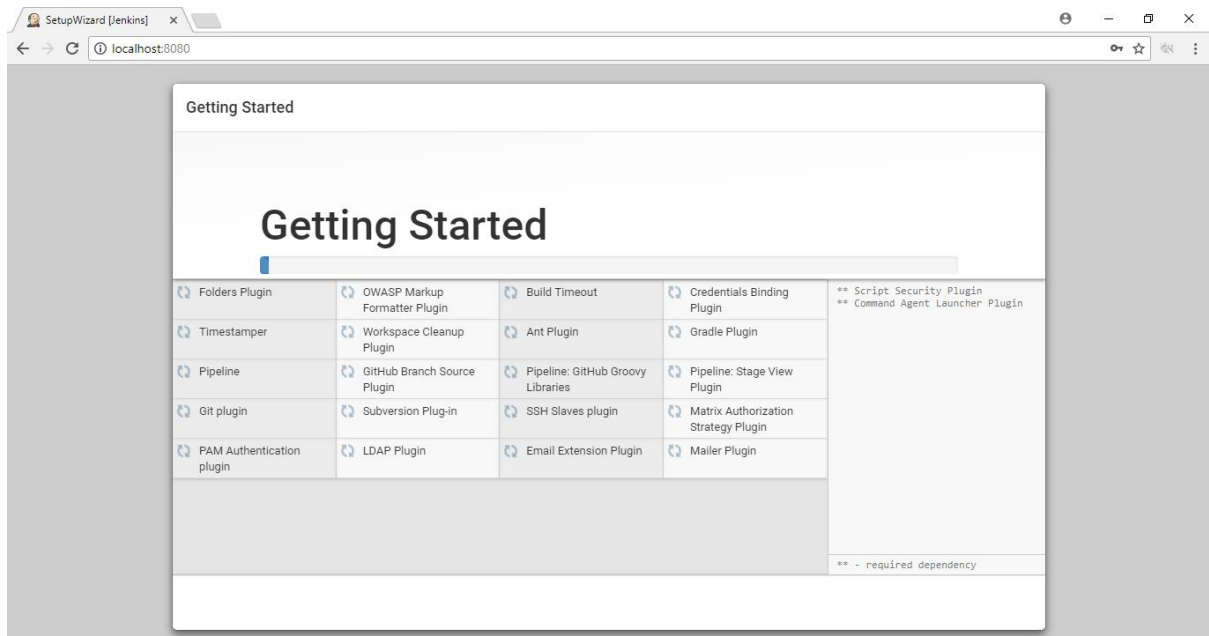 SetupWizard [Jenkins]
localhost:8080
Getting Started
Getting Started
Folders Plugin
OWASP Markup
Formatter Plugin
Build Timeout
Credentials Binding
Plugin
Timestamper
Workspace Cleanup
Plugin
Ant Plugin
Gradle Plugin
Pipeline
GitHub Branch Source
Plugin
Pipeline: GitHub Groovy
Libraries
Pipeline: Stage View
Plugin
Git plugin
Subversion Plug-in
SSH Slaves plugin
Matrix Authorization
Strategy Plugin
PAM Authentication
plugin
LDAP Plugin
Email Extension Plugin
Mailer Plugin
** Script Security Plugin
** Command Agent Launcher Plugin
** - required dependency